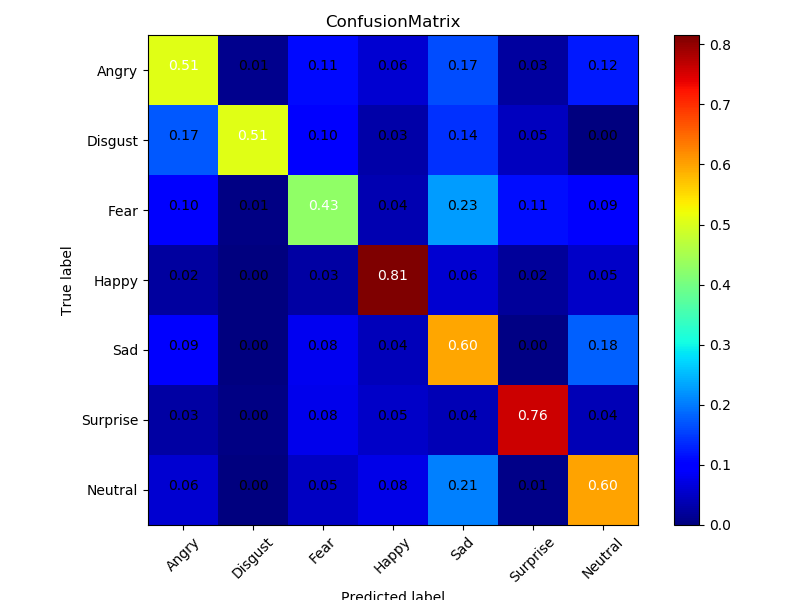 ConfusionMatrix
Angry 0.51 0.01 0.11 0.06 0.17 0.03 0.12
Disgust 0.17 0.51 0.10 0.03 0.14 0.05 0.00
Fear 0.10 0.01 0.43 0.04 0.23 0.11 0.09
Happy 0.02 0.00 0.03 0.81 0.06 0.02 0.05
Sad 0.09 0.00 0.08 0.04 0.60 0.00 0.18
Surprise 0.03 0.00 0.08 0.05 0.04 0.76 0.04
Neutral 0.06 0.00 0.05 0.08 0.21 0.01 0.60
True label
Angry Disgust Fear Happy Sad Surprise Neutral
Predicted label
0.8
0.7
0.6
0.5
0.4
0.3
0.2
0.1
0.0